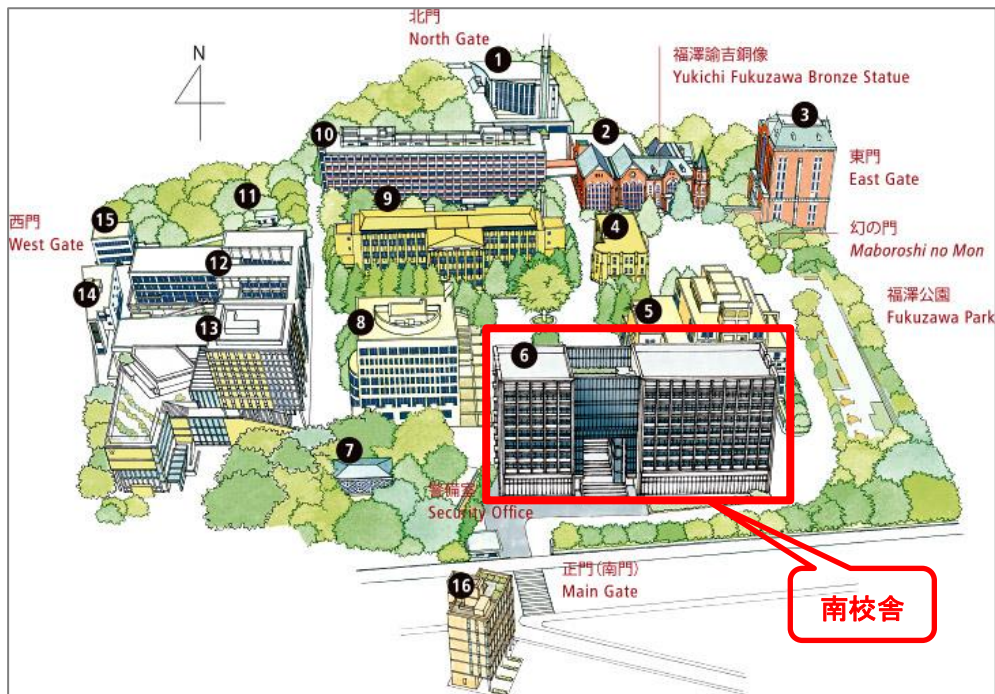 北門
North Gate
N
福澤諭吉銅像
Yukichi Fukuzawa Bronze Statue
1
2
3
10
東門
East Gate
11
9
西門
West Gate
15
4
幻の門
Maboroshi no Mon
12
14
福澤公園
Fukuzawa Park
13
8
5
6
7
警備室
Security Office
正門(南門)
Main Gate
16
南校舎